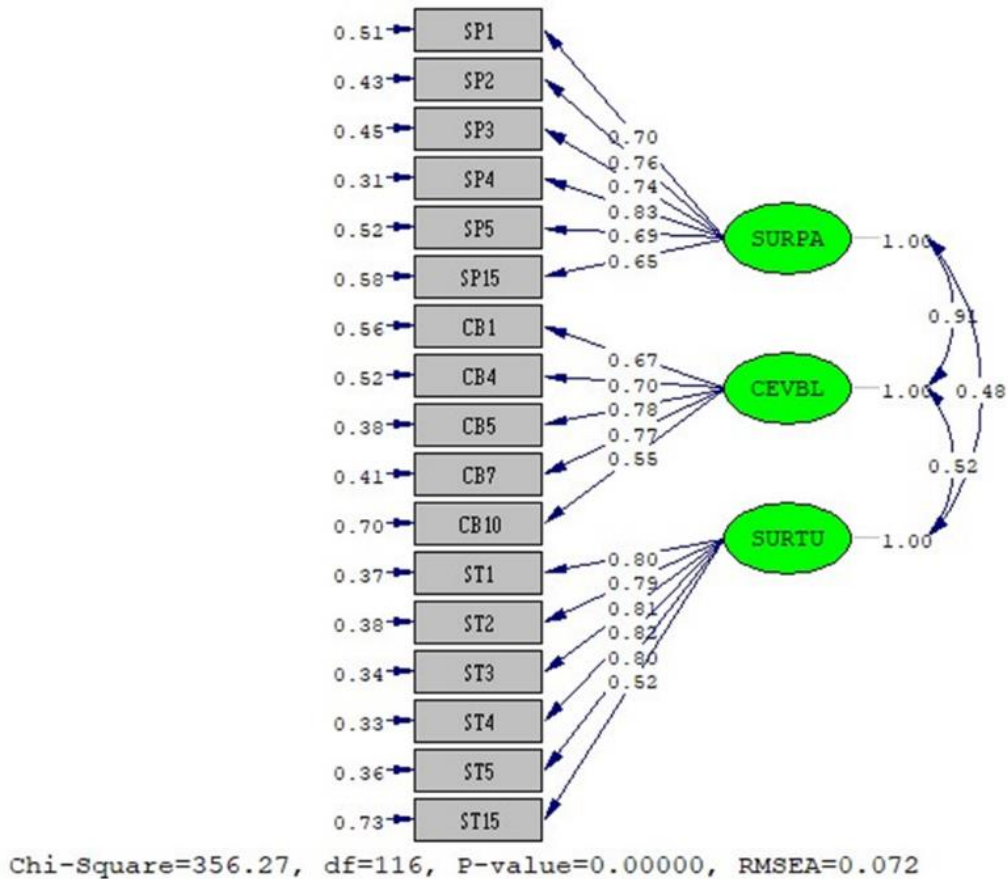 0.51 SP1
0.43 SP2
0.45 SP3
0.70
0.76
0.31 SP4
0.74
0.83
0.52 SP5
0.69
SURPA
1.00
0.65
0.58 SP15
0.56 CB1
0.91
0.67
0.52 CB4
0.70
CEVBL
1.00
0.48
0.78
0.38 CB5
0.77
0.55
0.41 CB7
0.52
0.70 CB10
SURTU
1.00
0.80
0.37 ST1
0.79
0.81
0.38 ST2
0.82
0.80
0.34 ST3
0.52
0.33 ST4
0.36 ST5
0.73 ST15
Chi-Square=356.27, df=116, P-value=0.00000, RMSEA=0.072